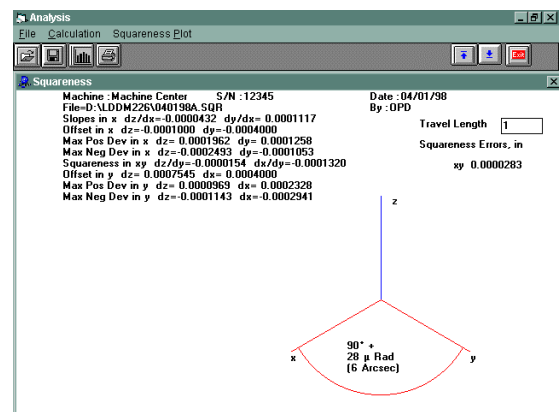 Analysis
File Calculation Squareness Plot
Exit
Squareness
Machine : Machine Center S/N : 12345 Date : 04/01/98
File=D:\LDDM226\040198A.SQR By : OPD
Slopes in x dz/dx=-0.0000432 dy/dx= 0.0001117
Offset in x dz=-0.0001000 dy=-0.0004000
Max Pos Dev in x dz= 0.0001962 dy= 0.0001258
Max Neg Dev in x dz=-0.0002493 dy=-0.0001053
Squareness in xy dz/dy=-0.0000154 dx/dy=-0.0001320
Offset in y dz= 0.0007545 dx= 0.0004000
Max Pos Dev in y dz= 0.0000969 dx= 0.0002328
Max Neg Dev in y dz=-0.0001143 dx=-0.0002941
Travel Length 1
Squareness Errors, in
xy 0.0000283
z
x
y
90° +
28 μ Rad
(6 Arcsec)